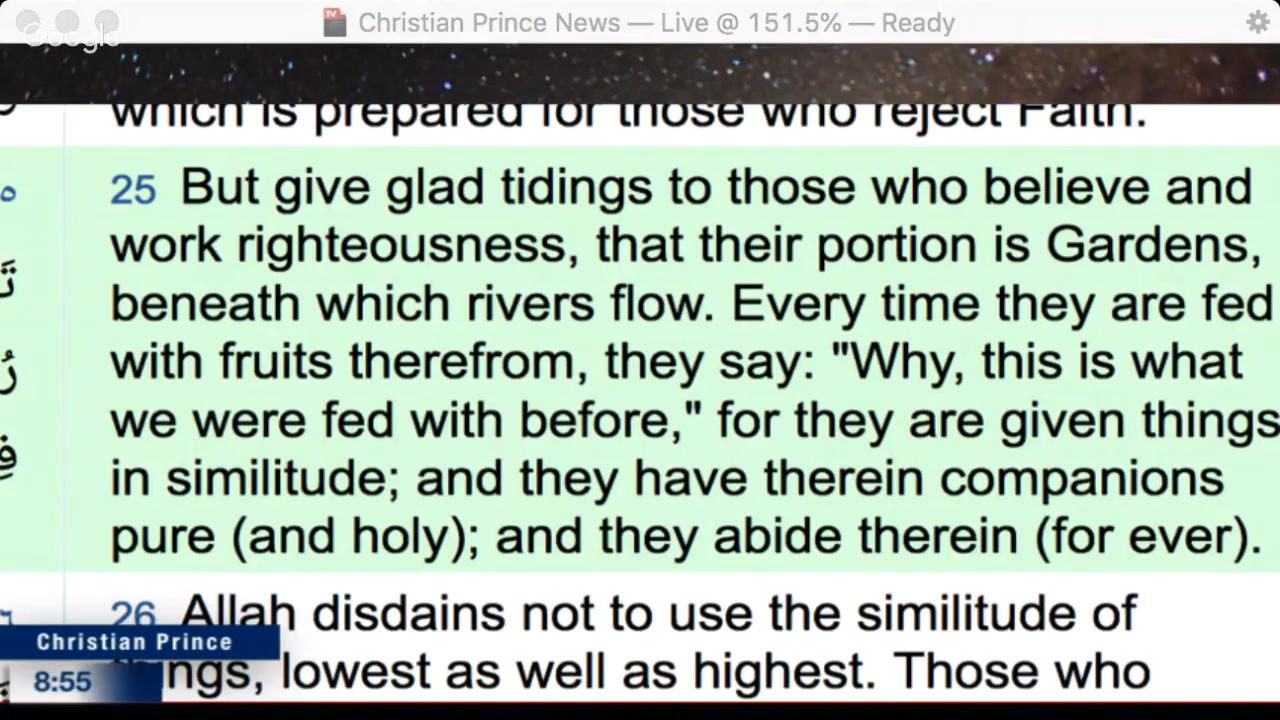 Christian Prince News — Live @ 151.5% — Ready
Google
which is prepared for those who reject Faith.
25 But give glad tidings to those who believe and
work righteousness, that their portion is Gardens,
beneath which rivers flow. Every time they are fed
with fruits therefrom, they say: "Why, this is what
we were fed with before," for they are given things
in similitude; and they have therein companions
pure (and holy); and they abide therein (for ever).
26 Allah disdains not to use the similitude of
things, lowest as well as highest. Those who
Christian Prince
8:55